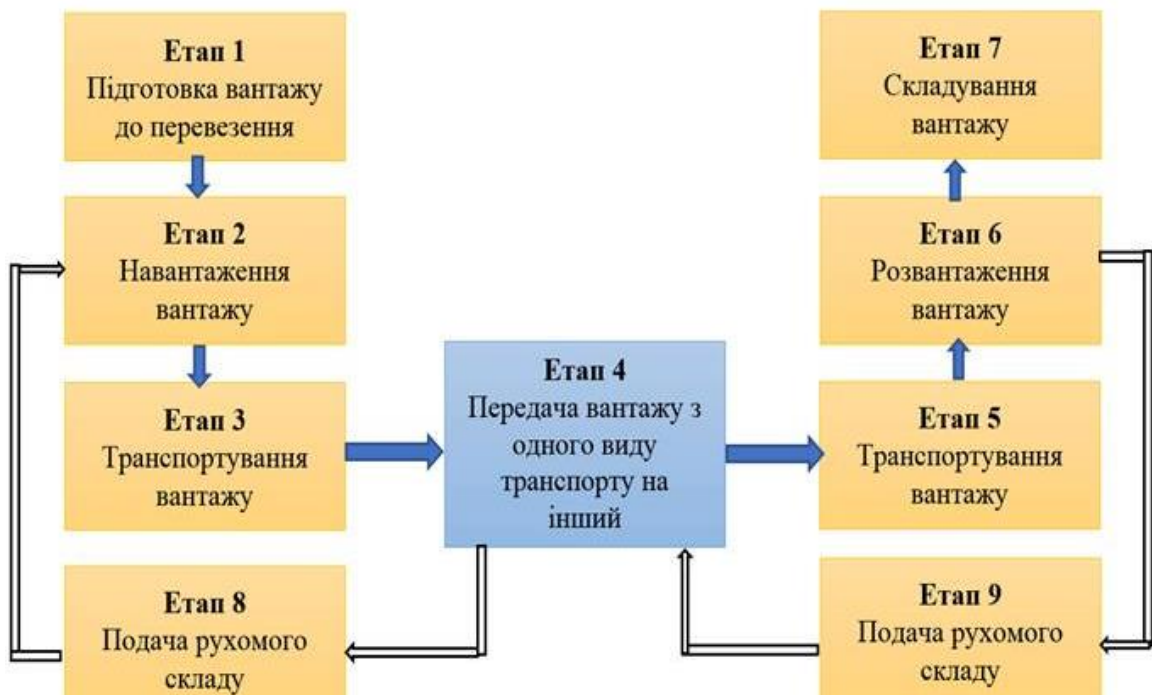 Етап 1
Підготовка вантажу
до перевезення
Етап 2
Навантаження
вантажу
Етап 3
Транспортування
вантажу
Етап 4
Передача вантажу з
одного виду
транспорту на
інший
Етап 5
Транспортування
вантажу
Етап 6
Розвантаження
вантажу
Етап 7
Складування
вантажу
Етап 8
Подача рухомого
складу
Етап 9
Подача рухомого
складу